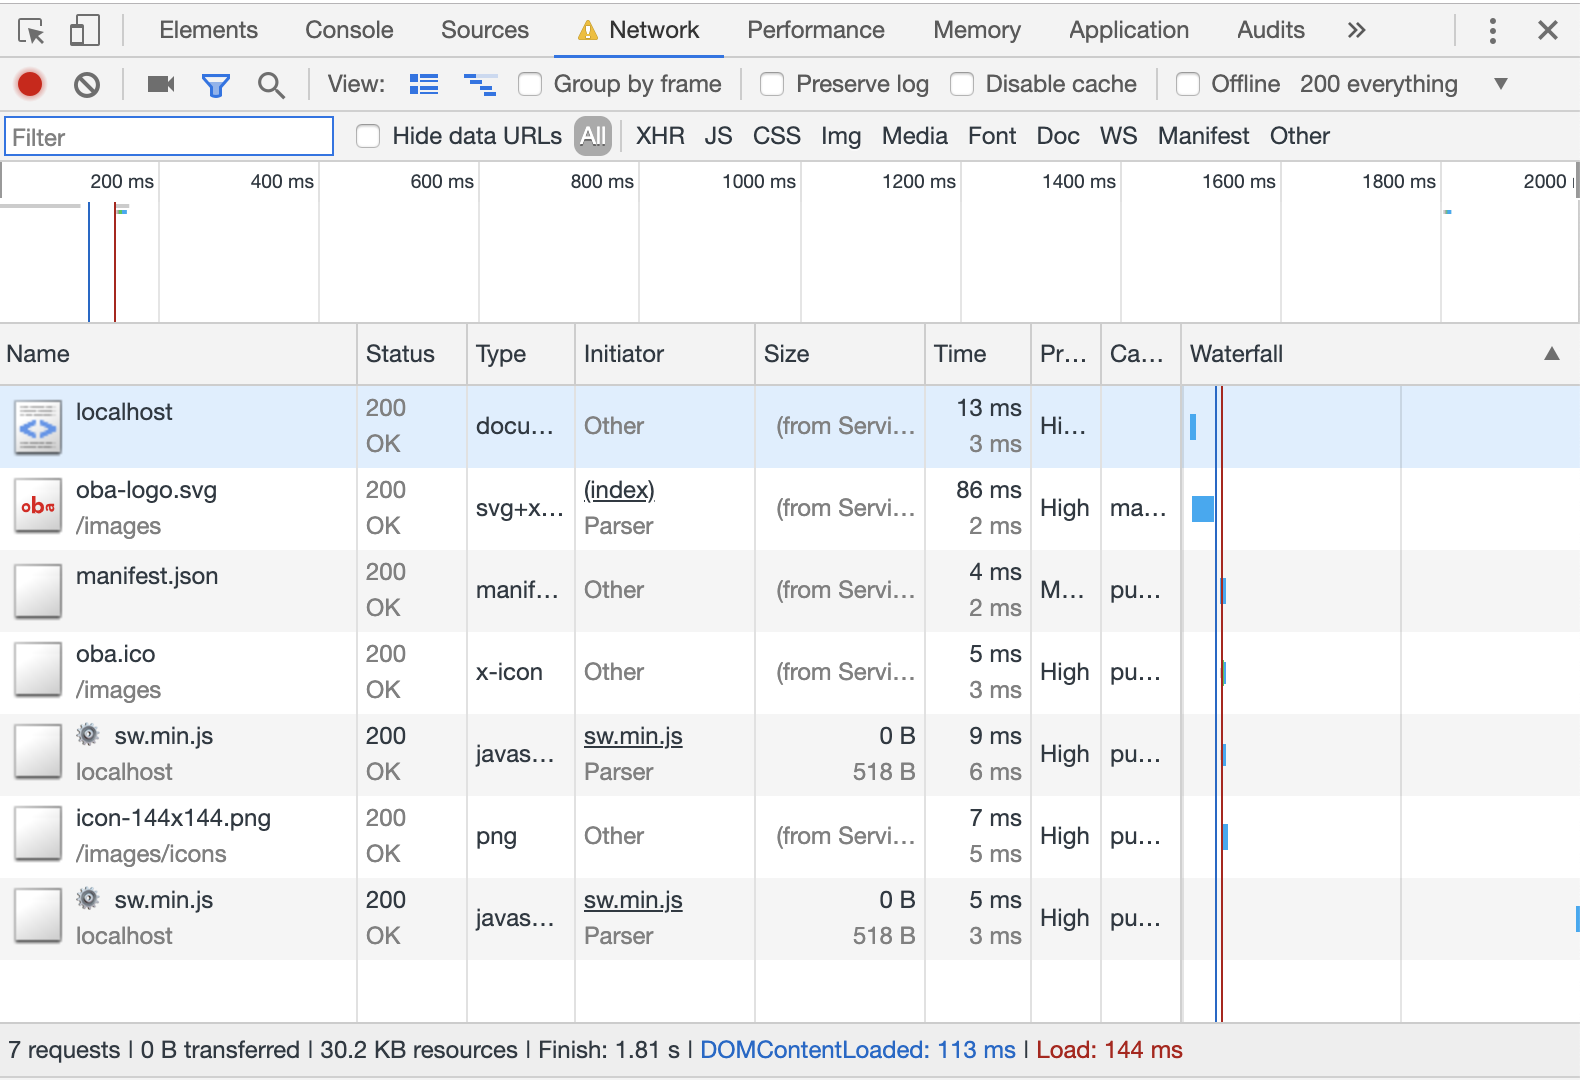 Elements Console Sources Network Performance Memory Application Audits »
View: Group by frame Preserve log Disable cache Offline 200 everything ▼
Filter Hide data URLs All XHR JS CSS Img Media Font Doc WS Manifest Other
200 ms 400 ms 600 ms 800 ms 1000 ms 1200 ms 1400 ms 1600 ms 1800 ms 2000
Name Status Type Initiator Size Time Pr... Ca... Waterfall ▲
localhost 200 OK docu... Other (from Servi... 13 ms 3 ms Hi...
oba-logo.svg /images 200 OK svg+x... (index) Parser (from Servi... 86 ms 2 ms High ma...
manifest.json 200 OK manif... Other (from Servi... 4 ms 2 ms M... pu...
oba.ico /images 200 OK x-icon Other (from Servi... 5 ms 3 ms High pu...
sw.min.js localhost 200 OK javas... sw.min.js Parser 0 B 518 B 9 ms 6 ms High pu...
icon-144x144.png /images/icons 200 OK png Other (from Servi... 7 ms 5 ms High pu...
sw.min.js localhost 200 OK javas... sw.min.js Parser 0 B 518 B 5 ms 3 ms High pu...
7 requests | 0 B transferred | 30.2 KB resources | Finish: 1.81 s | DOMContentLoaded: 113 ms | Load: 144 ms